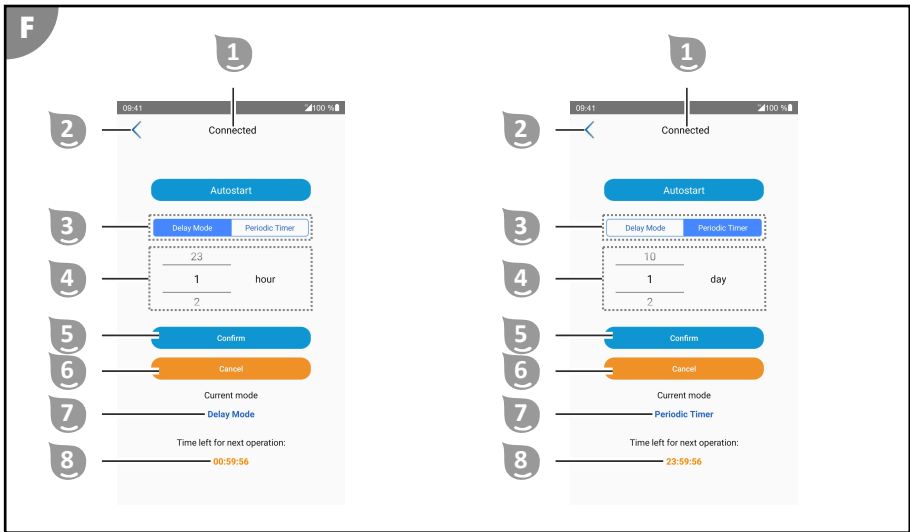 F
1
09:41 100 %
2
Connected
Autostart
3
Delay Mode Periodic Timer
4
23
1 hour
2
5
Confirm
6
Cancel
Current mode
7
Delay Mode
Time left for next operation:
8
00:59:56
1
09:41 100 %
2
Connected
Autostart
3
Delay Mode Periodic Timer
4
10
1 day
2
5
Confirm
6
Cancel
Current mode
7
Periodic Timer
Time left for next operation:
8
23:59:56